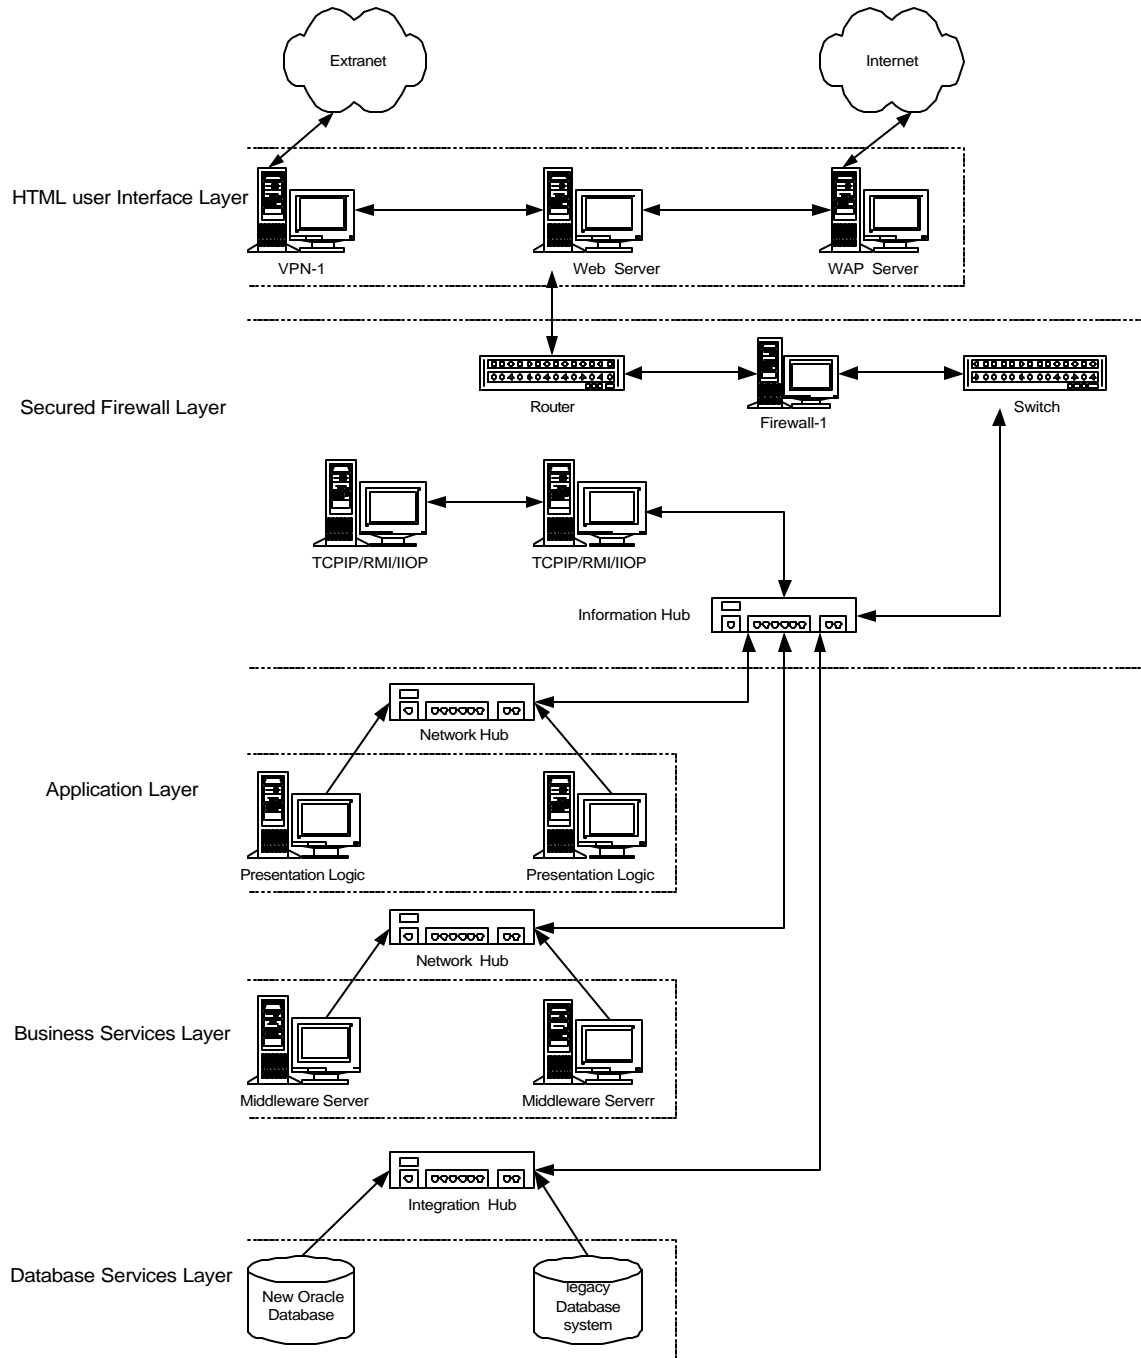 Extranet
Internet
HTML user Interface Layer
VPN-1
Web Server
WAP Server
Secured Firewall Layer
Router
Firewall-1
Switch
TCPIP/RMI/IIOP
TCPIP/RMI/IIOP
Information Hub
Network Hub
Application Layer
Presentation Logic
Presentation Logic
Network Hub
Business Services Layer
Middleware Server
Middleware Serverr
Integration Hub
Database Services Layer
New Oracle
Database
legacy
Database
system